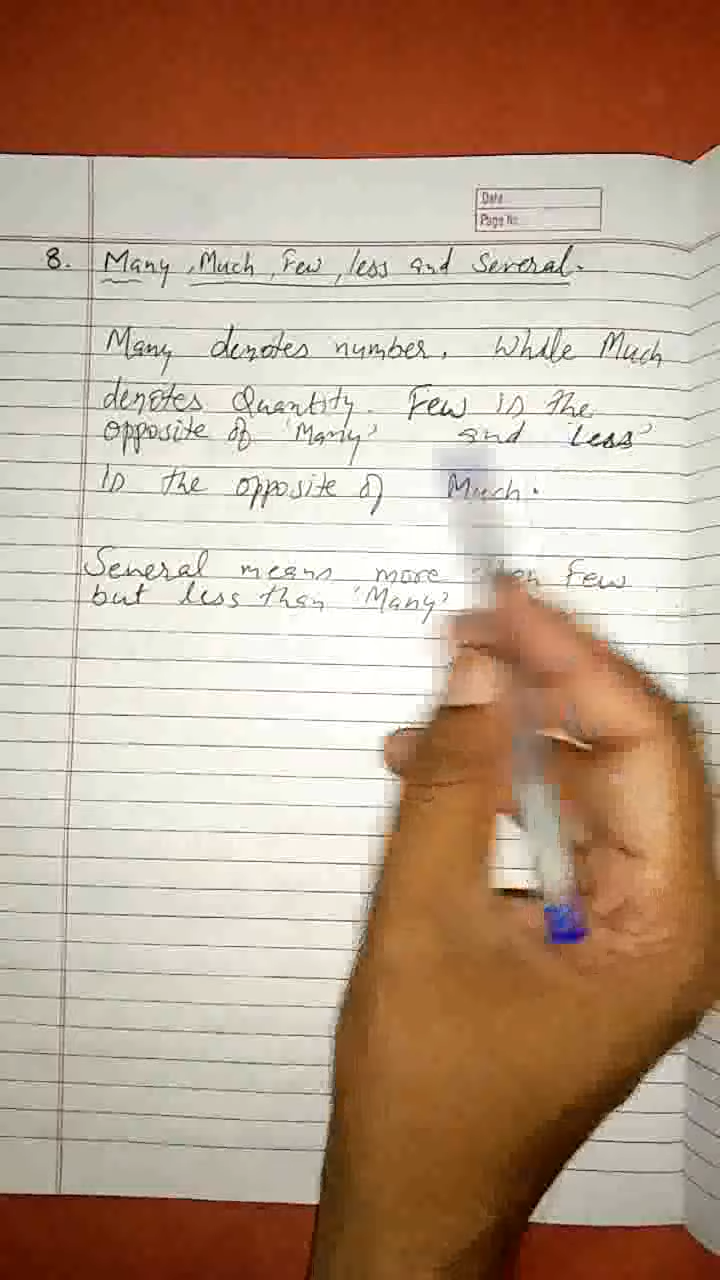 Date
Page No
8. Many, Much, Few, less and Several.
Many denotes number. While Much
denotes Quantity. Few is the
opposite of 'Many' and 'Less'
is the opposite of Much.
Several means more Few
but less than 'Many'